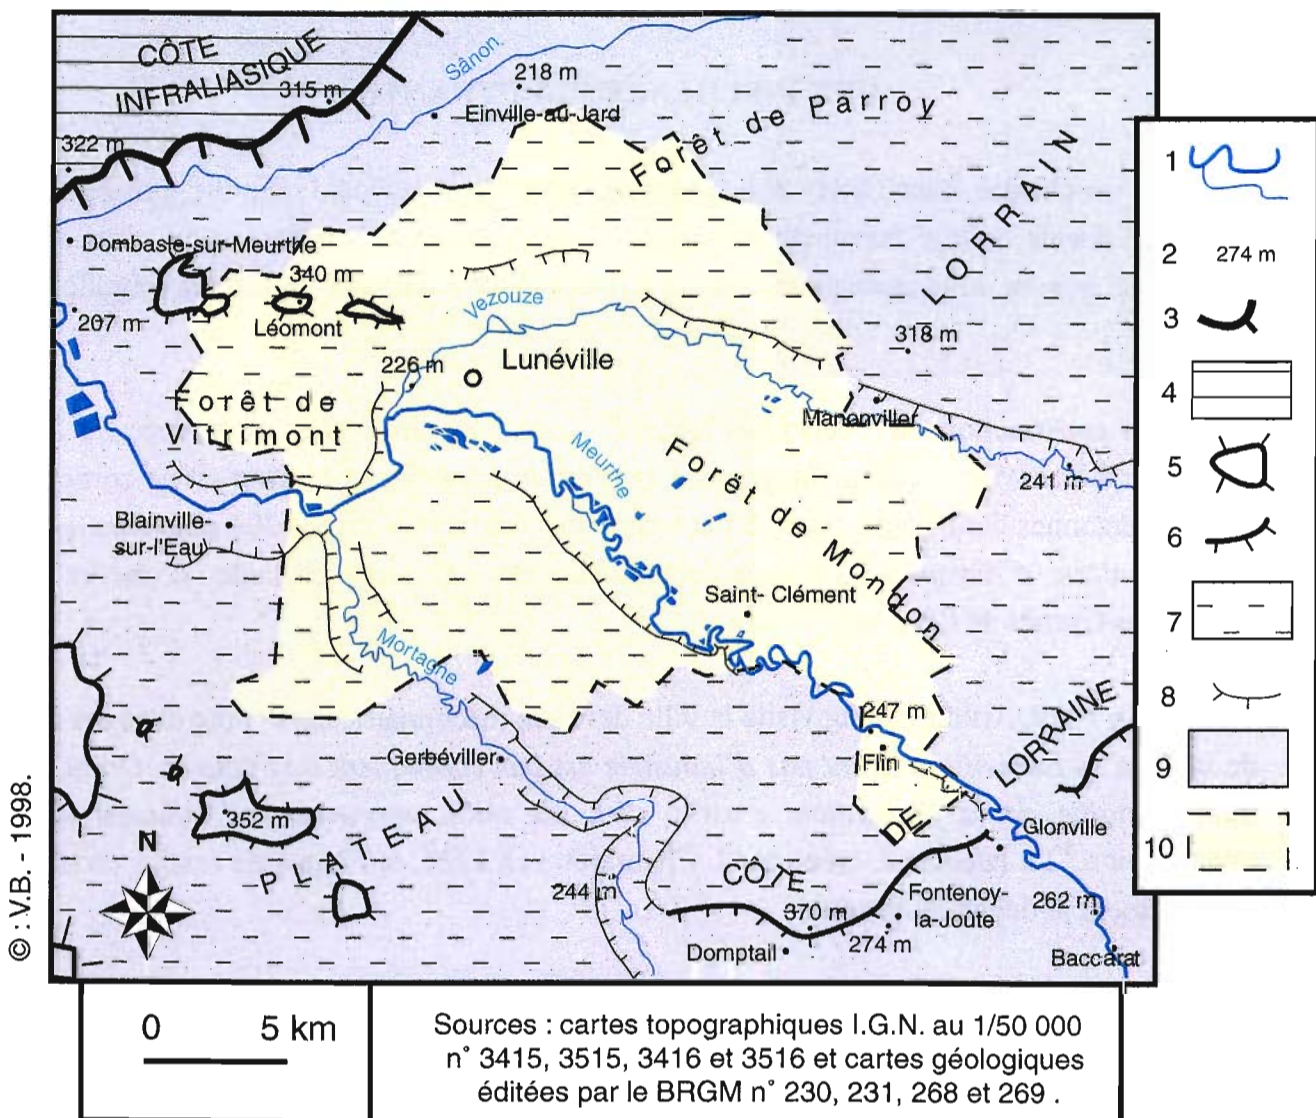 CÔTE
INFRALIASIQUE
315 m
322 m
Sânon
218 m
Einville-au-Jard
Forêt de Parroy
LORRAIN
Dombasle-sur-Meurthe
340 m
207 m
Léomont
Vezouze
318 m
226 m
Lunéville
Forêt de
Vitrimont
Manonviller
Meurthe
Forêt de Mondon
241 m
Blainville-
sur-l'Eau
Saint- Clément
Mortagne
247 m
Gerbéviller
Flin
LORRAINE
352 m
PLATEAU
DE
Glonville
CÔTE
244 m
370 m
Fontenoy-
la-Joûte
262 m
274 m
Domptail
Baccarat
N
1
2 274 m
3
4
5
6
7
8
9
10
© : V.B. - 1998.
0 5 km
Sources : cartes topographiques I.G.N. au 1/50 000
n° 3415, 3515, 3416 et 3516 et cartes géologiques
éditées par le BRGM n° 230, 231, 268 et 269 .